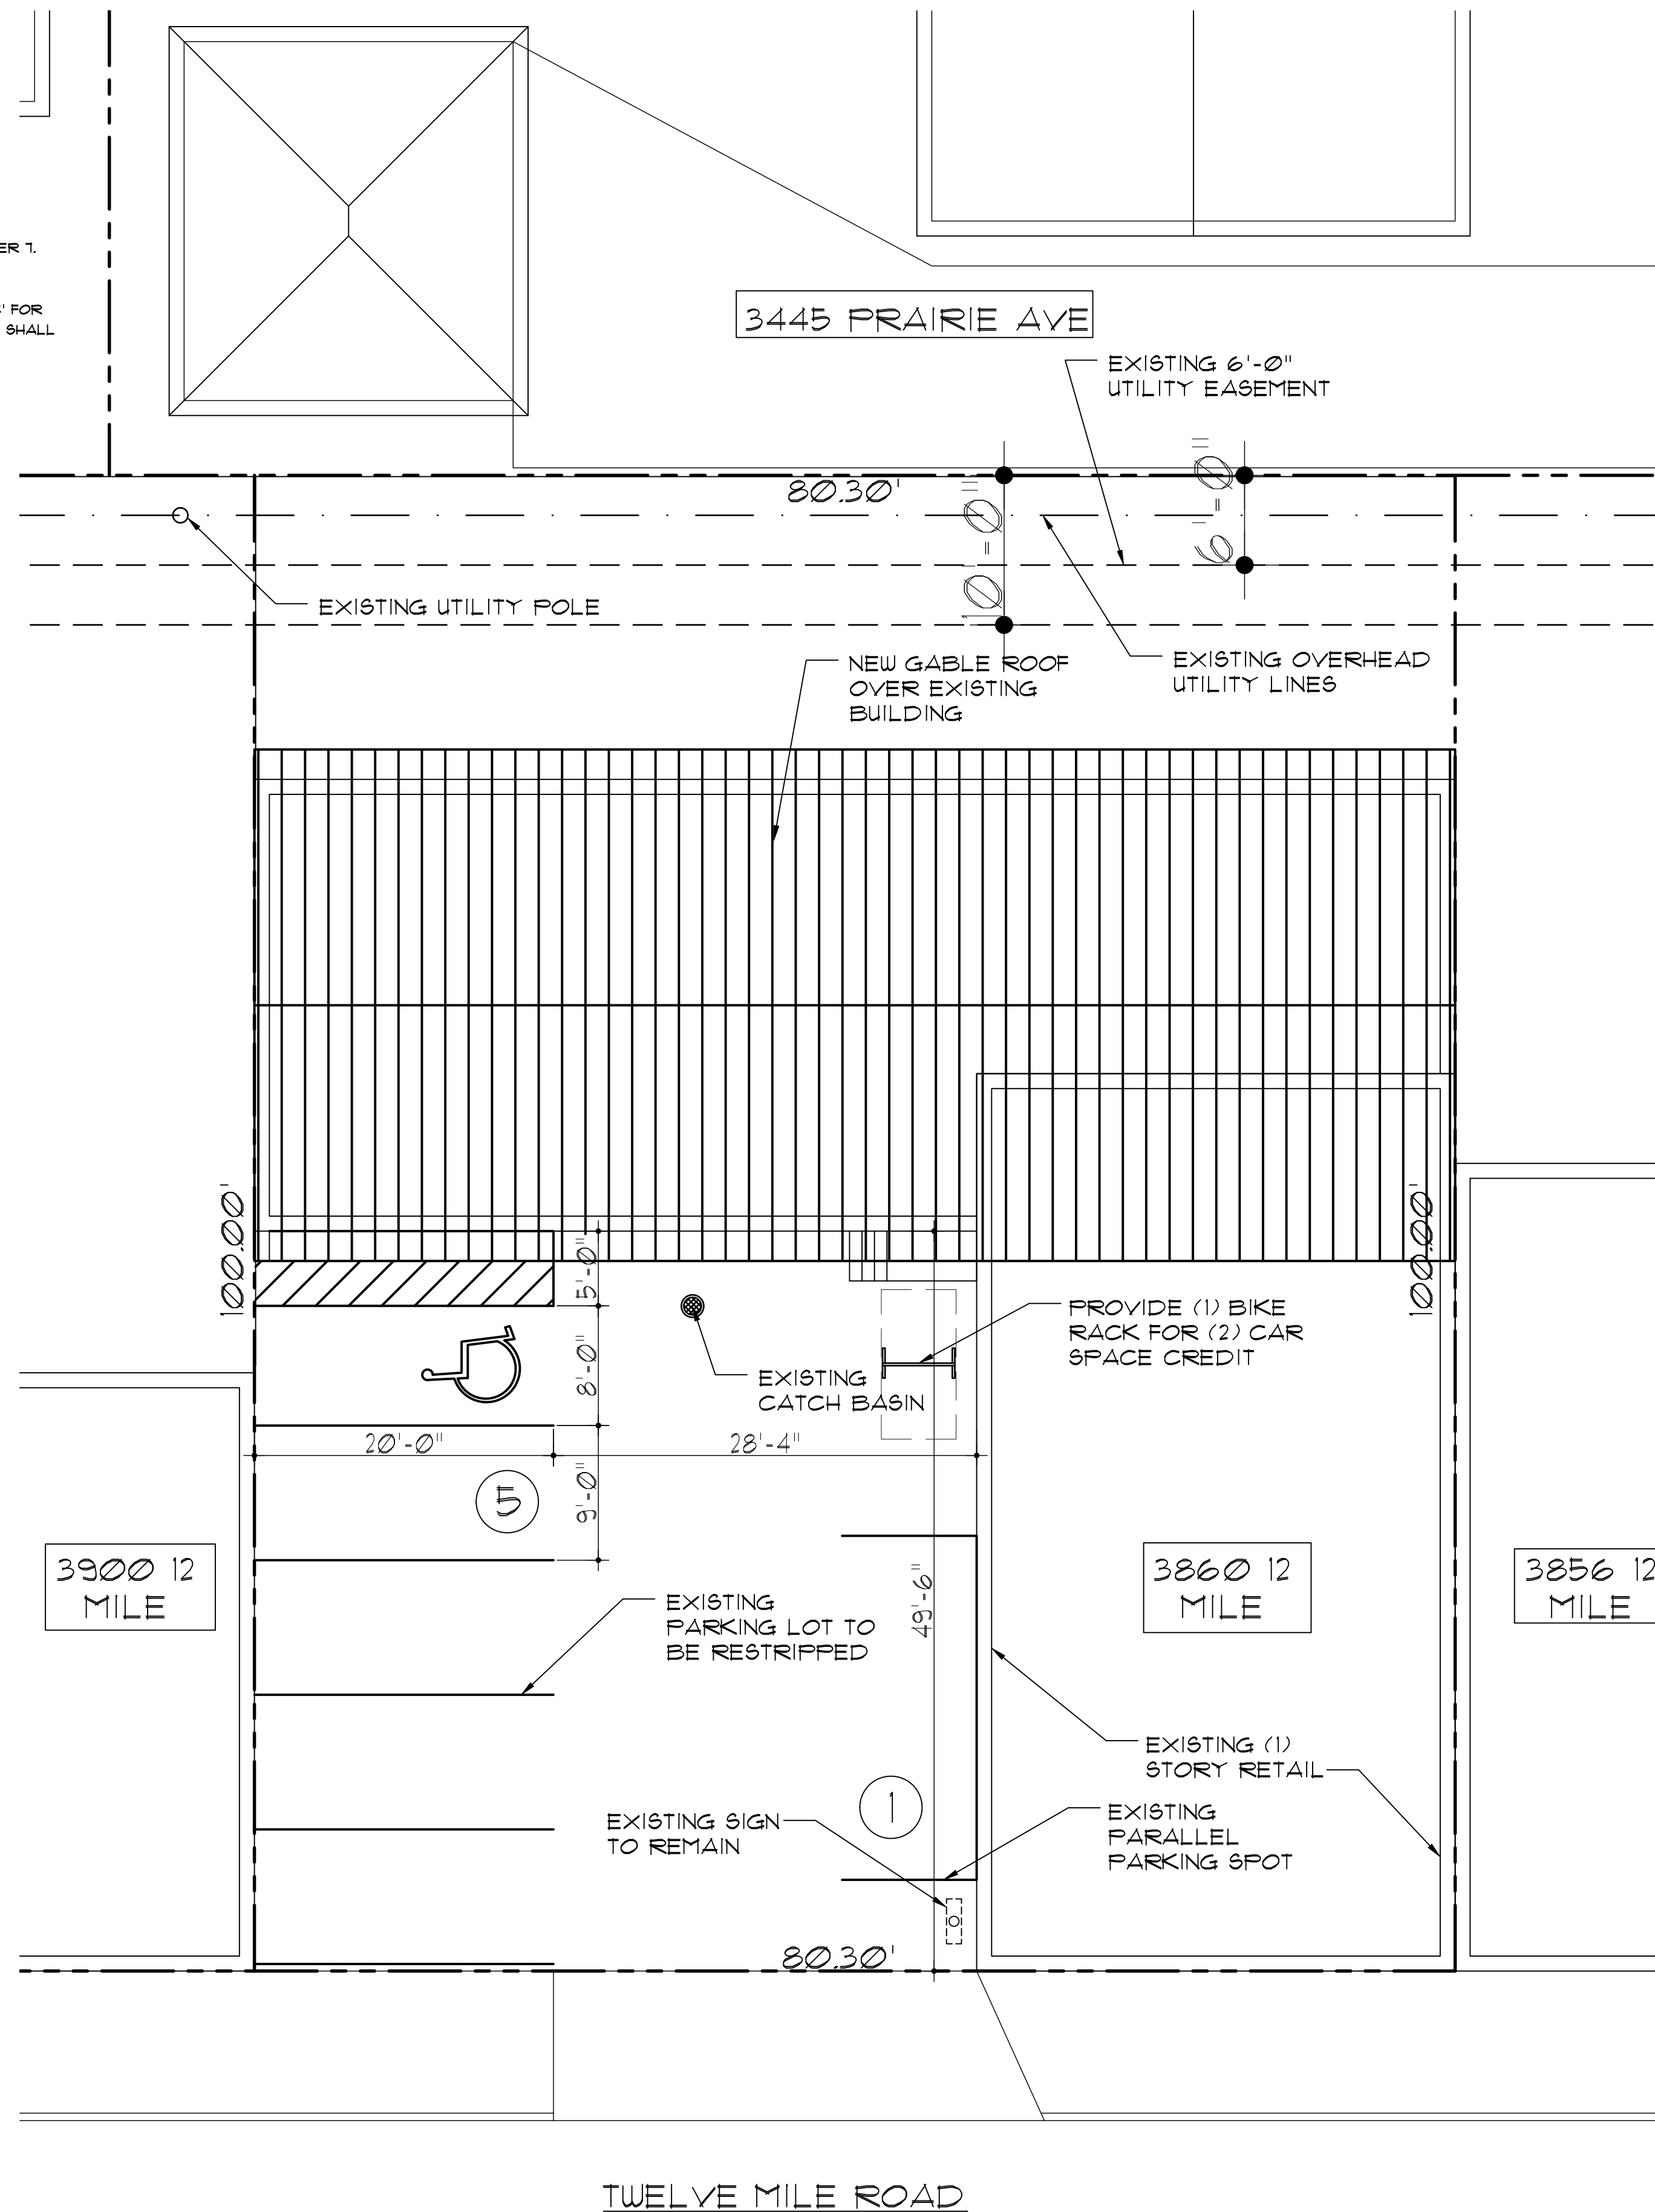 ER 7.
' FOR
SHALL
3445 PRAIRIE AVE
EXISTING 6'-0"
UTILITY EASEMENT
80.30'
10'-0"
6'-0"
EXISTING UTILITY POLE
NEW GABLE ROOF
OVER EXISTING
BUILDING
EXISTING OVERHEAD
UTILITY LINES
100.00'
100.00'
5'-0"
8'-0"
9'-0"
PROVIDE (1) BIKE
RACK FOR (2) CAR
SPACE CREDIT
EXISTING
CATCH BASIN
20'-0"
28'-4"
5
3900 12
MILE
49'-6"
3860 12
MILE
3856 12
MILE
EXISTING
PARKING LOT TO
BE RESTRIPPED
EXISTING (1)
STORY RETAIL
1
EXISTING SIGN
TO REMAIN
EXISTING
PARALLEL
PARKING SPOT
80.30'
TWELVE MILE ROAD